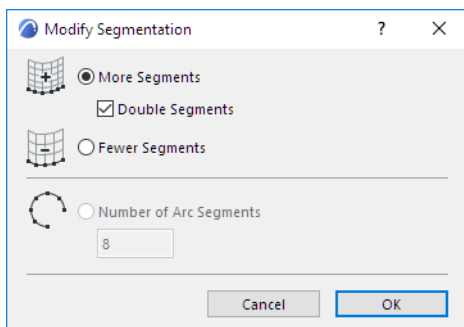 Modify Segmentation
?
More Segments
Double Segments
Fewer Segments
Number of Arc Segments
8
Cancel
OK